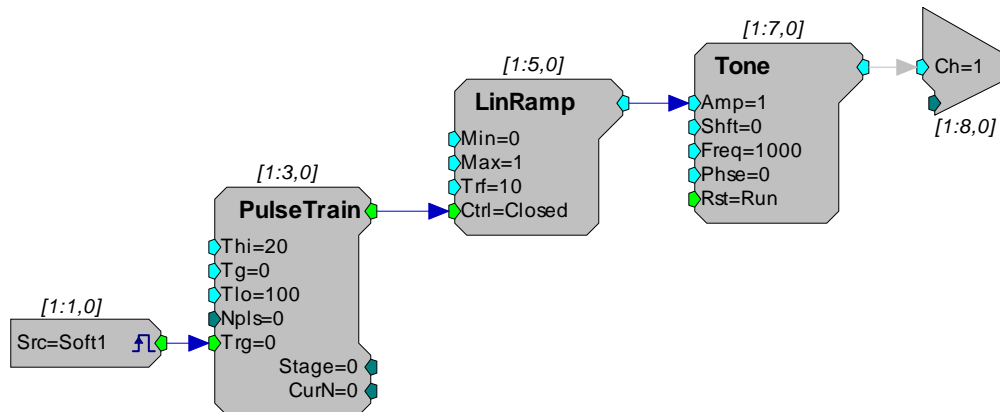 [1:1,0]
Src=Soft1
[1:3,0]
PulseTrain
Thi=20
Tg=0
Tlo=100
Npls=0
Trg=0
Stage=0
CurN=0
[1:5,0]
LinRamp
Min=0
Max=1
Trf=10
Ctrl=Closed
[1:7,0]
Tone
Amp=1
Shft=0
Freq=1000
Phse=0
Rst=Run
Ch=1
[1:8,0]